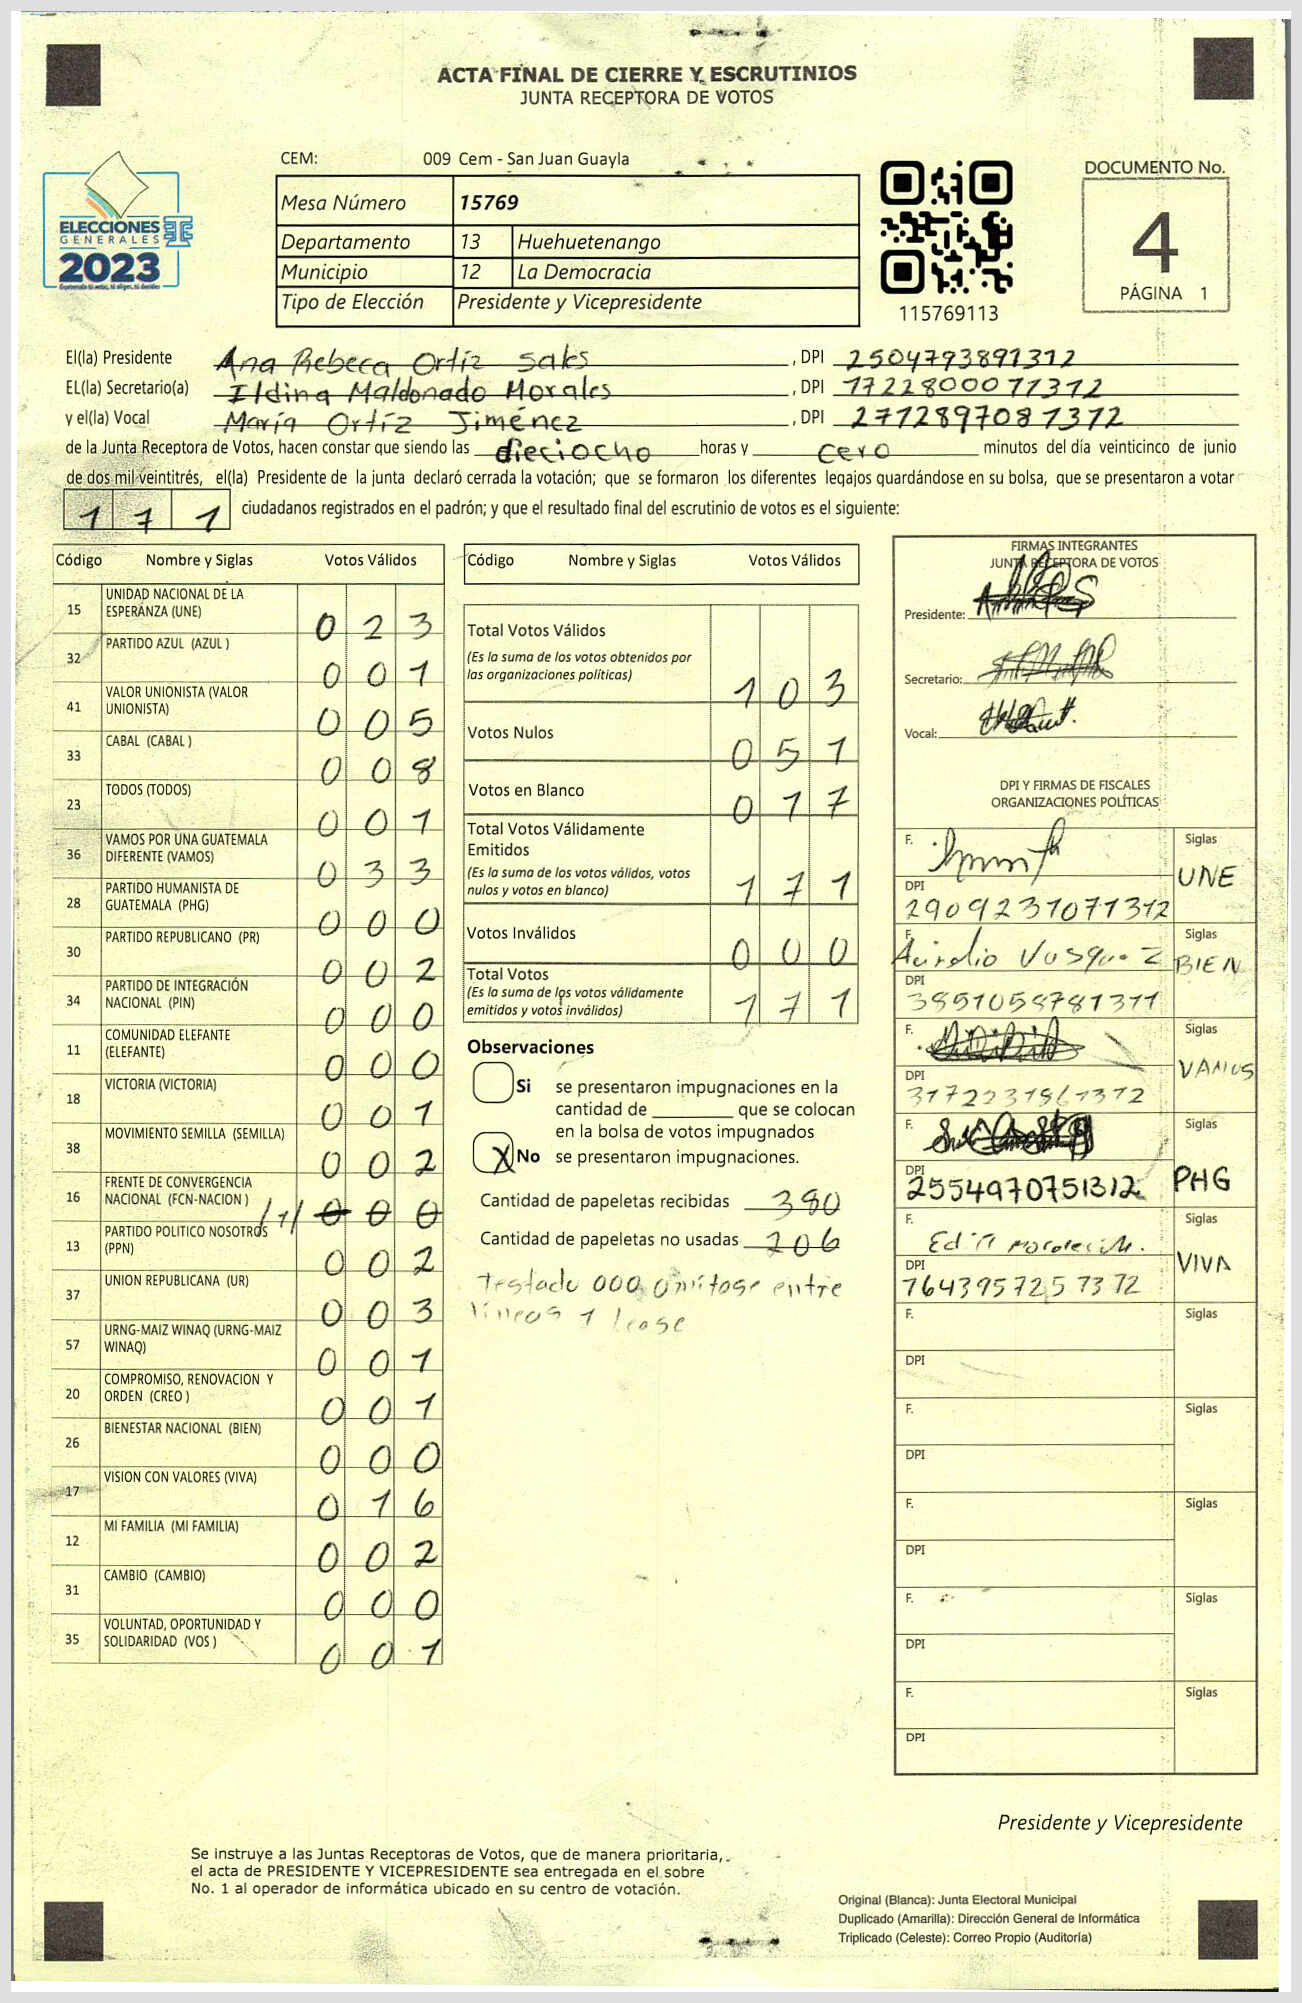 ACTA FINAL DE CIERRE Y ESCRUTINIOS
JUNTA RECEPTORA DE VOTOS
CEM: 009 Cem - San Juan Guayla
ELECCIONES
GENERALES
2023
Mesa Número 15769
Departamento 13 Huehuetenango
Municipio 12 La Democracia
Tipo de Elección Presidente y Vicepresidente
115769113
DOCUMENTO No.
4
PÁGINA 1
El(la) Presidente Ana Rebeca Ortíz Sales , DPI 2504793891312
EL(la) Secretario(a) Ildina Maldonado Morales , DPI 1722800071312
y el(la) Vocal María Ortíz Jiménez , DPI 2712897081312
de la Junta Receptora de Votos, hacen constar que siendo las dieciocho horas y cero minutos del día veinticinco de junio
de dos mil veintitrés, el(la) Presidente de la junta declaró cerrada la votación; que se formaron los diferentes legajos guardándose en su bolsa, que se presentaron a votar
1 7 1 ciudadanos registrados en el padrón; y que el resultado final del escrutinio de votos es el siguiente:
Código Nombre y Siglas Votos Válidos
15 UNIDAD NACIONAL DE LA
ESPERANZA (UNE) 0 2 3
32 PARTIDO AZUL (AZUL ) 0 0 1
41 VALOR UNIONISTA (VALOR
UNIONISTA) 0 0 5
33 CABAL (CABAL ) 0 0 8
23 TODOS (TODOS) 0 0 1
36 VAMOS POR UNA GUATEMALA
DIFERENTE (VAMOS) 0 3 3
28 PARTIDO HUMANISTA DE
GUATEMALA (PHG) 0 0 0
30 PARTIDO REPUBLICANO (PR) 0 0 2
34 PARTIDO DE INTEGRACIÓN
NACIONAL (PIN) 0 0 0
11 COMUNIDAD ELEFANTE
(ELEFANTE) 0 0 0
18 VICTORIA (VICTORIA) 0 0 1
38 MOVIMIENTO SEMILLA (SEMILLA) 0 0 2
16 FRENTE DE CONVERGENCIA
NACIONAL (FCN-NACION ) /1/ 0 0 0
13 PARTIDO POLITICO NOSOTROS
(PPN) 0 0 2
37 UNION REPUBLICANA (UR) 0 0 3
57 URNG-MAIZ WINAQ (URNG-MAIZ
WINAQ) 0 0 1
20 COMPROMISO, RENOVACION Y
ORDEN (CREO ) 0 0 1
26 BIENESTAR NACIONAL (BIEN) 0 0 0
17 VISION CON VALORES (VIVA) 0 1 6
12 MI FAMILIA (MI FAMILIA) 0 0 2
31 CAMBIO (CAMBIO) 0 0 0
35 VOLUNTAD, OPORTUNIDAD Y
SOLIDARIDAD (VOS ) 0 0 1
Código Nombre y Siglas Votos Válidos
Total Votos Válidos
(Es la suma de los votos obtenidos por
las organizaciones políticas) 1 0 3
Votos Nulos 0 5 1
Votos en Blanco 0 1 7
Total Votos Válidamente
Emitidos
(Es la suma de los votos válidos, votos
nulos y votos en blanco) 1 7 1
Votos Inválidos 0 0 0
Total Votos
(Es la suma de los votos válidamente
emitidos y votos inválidos) 1 7 1
Observaciones
Si se presentaron impugnaciones en la
cantidad de ________ que se colocan
en la bolsa de votos impugnados
X No se presentaron impugnaciones.
Cantidad de papeletas recibidas 380
Cantidad de papeletas no usadas 206
Testado 000 Omítase entre
líneas 1 lease
FIRMAS INTEGRANTES
JUNTA RECEPTORA DE VOTOS
Presidente:
Secretario:
Vocal:
DPI Y FIRMAS DE FISCALES
ORGANIZACIONES POLÍTICAS
F. Siglas
UNE
DPI
2909231071312
F. Aurelio Vasquez Siglas
BIEN
DPI
3851058781311
F. Siglas
VAMOS
DPI
3172231861312
F. Siglas
PHG
DPI
2554970751312
F. Siglas
VIVA
DPI
F. Siglas
DPI
F. Siglas
DPI
F. Siglas
DPI
F. Siglas
DPI
F. Siglas
DPI
Presidente y Vicepresidente
Se instruye a las Juntas Receptoras de Votos, que de manera prioritaria,
el acta de PRESIDENTE Y VICEPRESIDENTE sea entregada en el sobre
No. 1 al operador de informática ubicado en su centro de votación.
Original (Blanca): Junta Electoral Municipal
Duplicado (Amarilla): Dirección General de Informática
Triplicado (Celeste): Correo Propio (Auditoría)